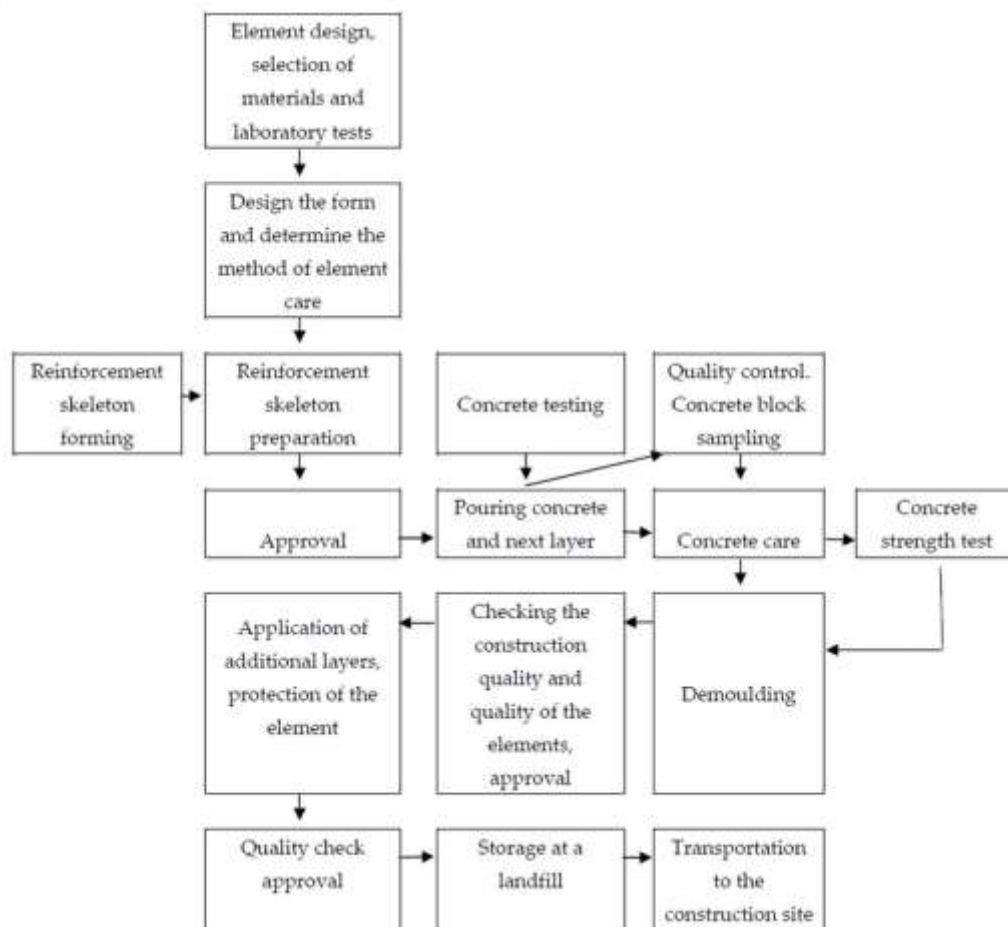 Element design,
selection of
materials and
laboratory tests
Design the form
and determine the
method of element
care
Reinforcement
skeleton
forming
Reinforcement
skeleton
preparation
Concrete testing
Quality control.
Concrete block
sampling
Approval
Pouring concrete
and next layer
Concrete care
Concrete
strength test
Application of
additional layers,
protection of the
element
Checking the
construction
quality and
quality of the
elements,
approval
Demoulding
Quality check
approval
Storage at a
landfill
Transportation
to the
construction site